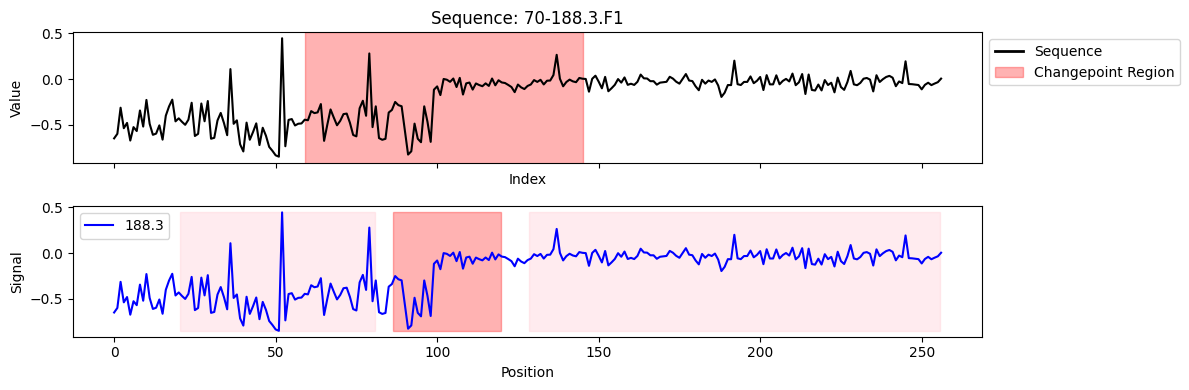 Sequence: 70-188.3.F1
0.5
0.0
−0.5
Value
Index
Sequence
Changepoint Region
0.5
0.0
−0.5
Signal
188.3
0
50
100
150
200
250
Position